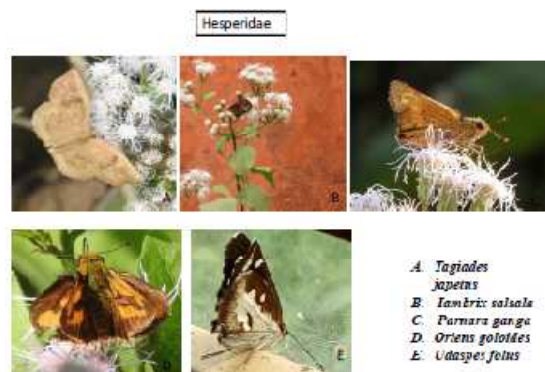 Hesperidae
B
D
E
A. Tagiades
japetus
B. Iambrix salsala
C. Parnara ganga
D. Oriens goloides
E. Udaspes folus